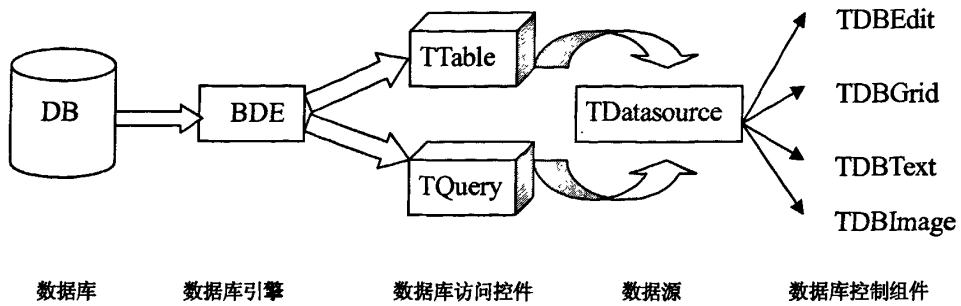 DB
BDE
TTable
TQuery
TDatasource
TDBEdit
TDBGrid
TDBText
TDBImage
数据库
数据库引擎
数据库访问控件
数据源
数据库控制组件